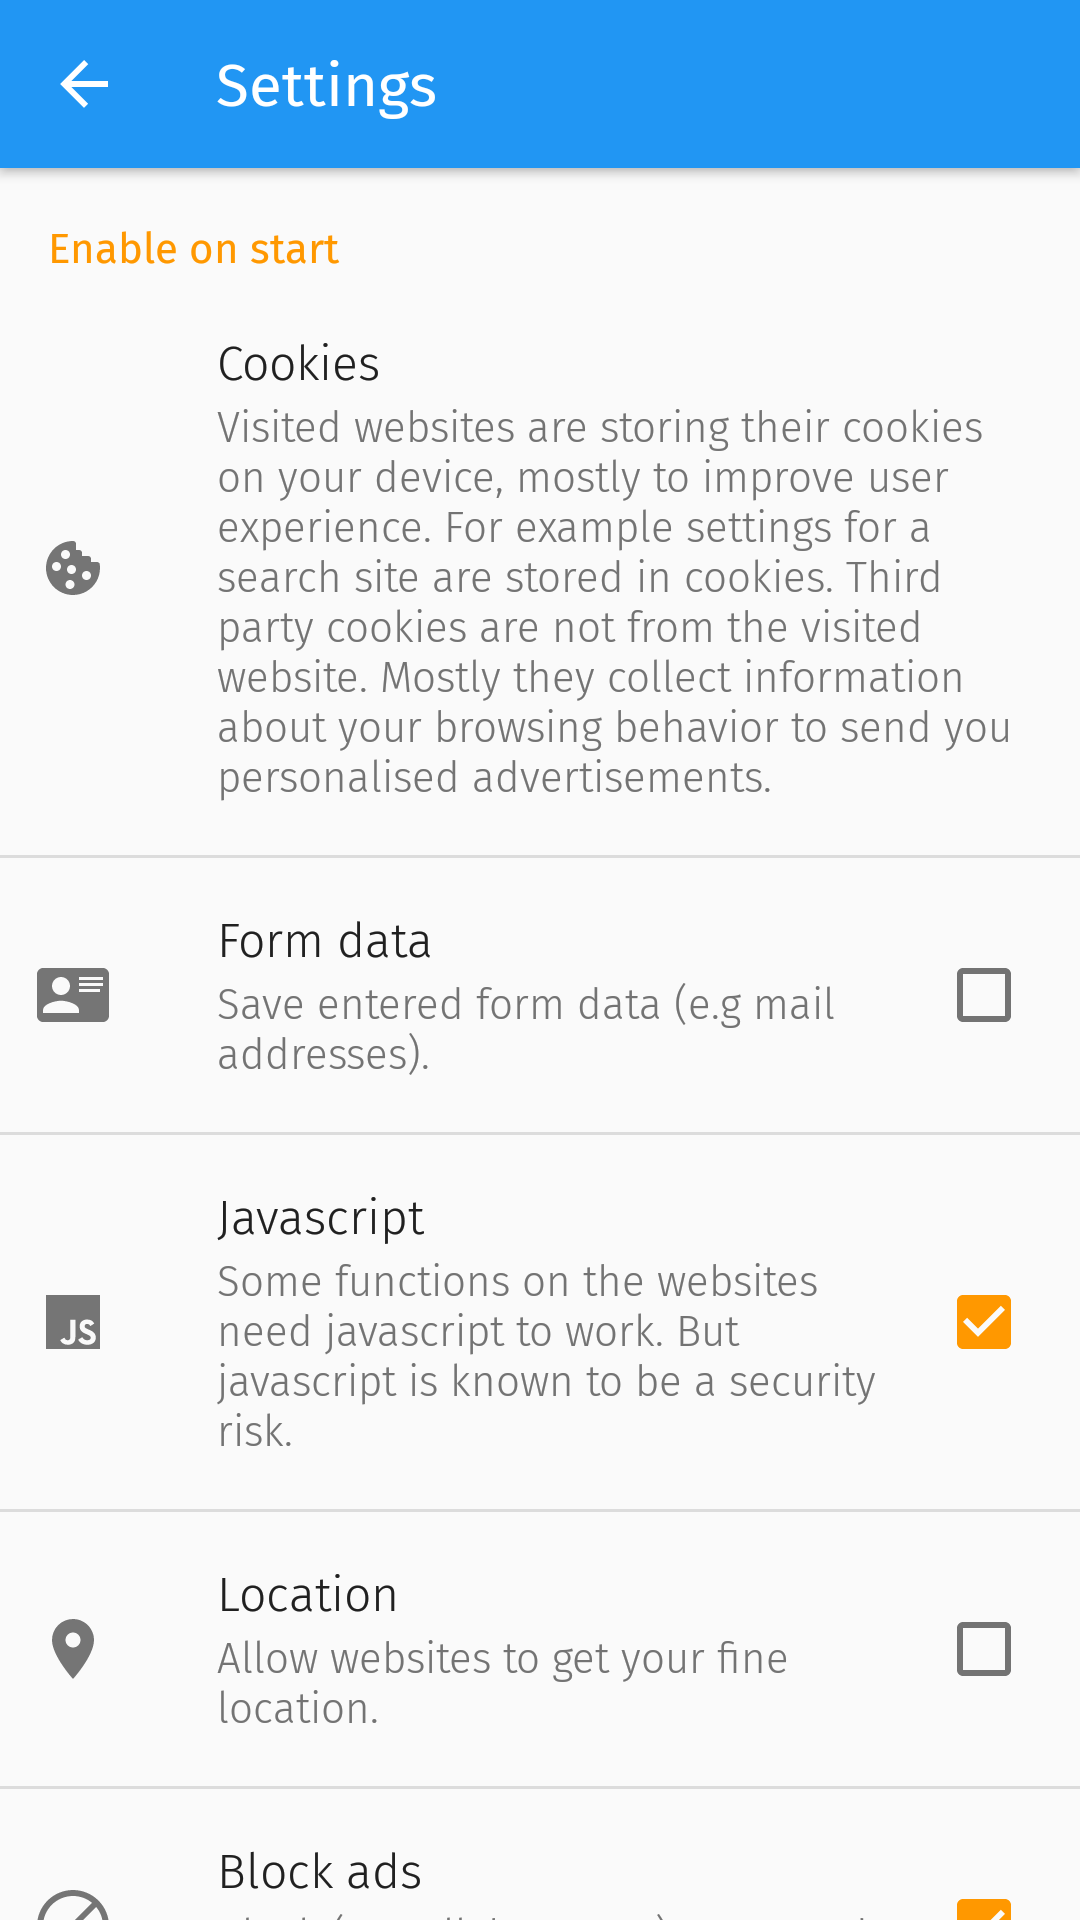 Settings
Enable on start
Cookies
Visited websites are storing their cookies
on your device, mostly to improve user
experience. For example settings for a
search site are stored in cookies. Third
party cookies are not from the visited
website. Mostly they collect information
about your browsing behavior to send you
personalised advertisements.
Form data
Save entered form data (e.g mail
addresses).
Javascript
JS
Some functions on the websites
need javascript to work. But
javascript is known to be a security
risk.
Location
Allow websites to get your fine
location.
Block ads